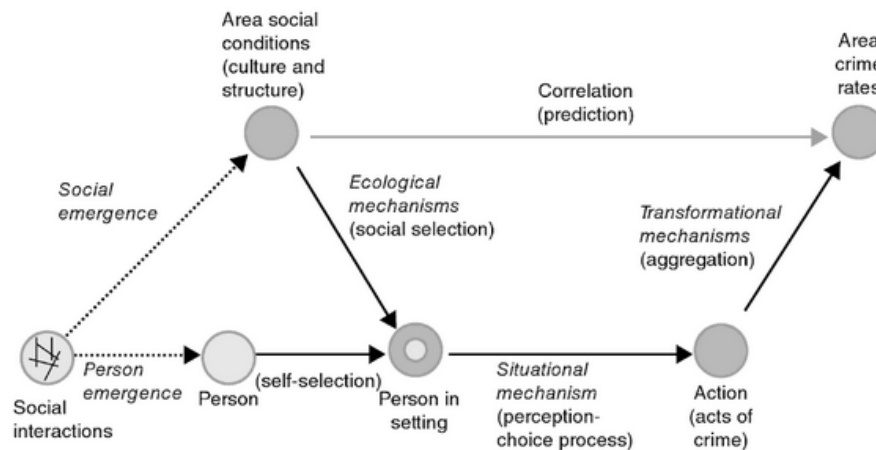 Area social
conditions
(culture and
structure)
Area
crime
rates
Correlation
(prediction)
Social
emergence
Ecological
mechanisms
(social selection)
Transformational
mechanisms
(aggregation)
Person
emergence
(self-selection)
Social
interactions
Person
Person in
setting
Situational
mechanism
(perception-
choice process)
Action
(acts of
crime)